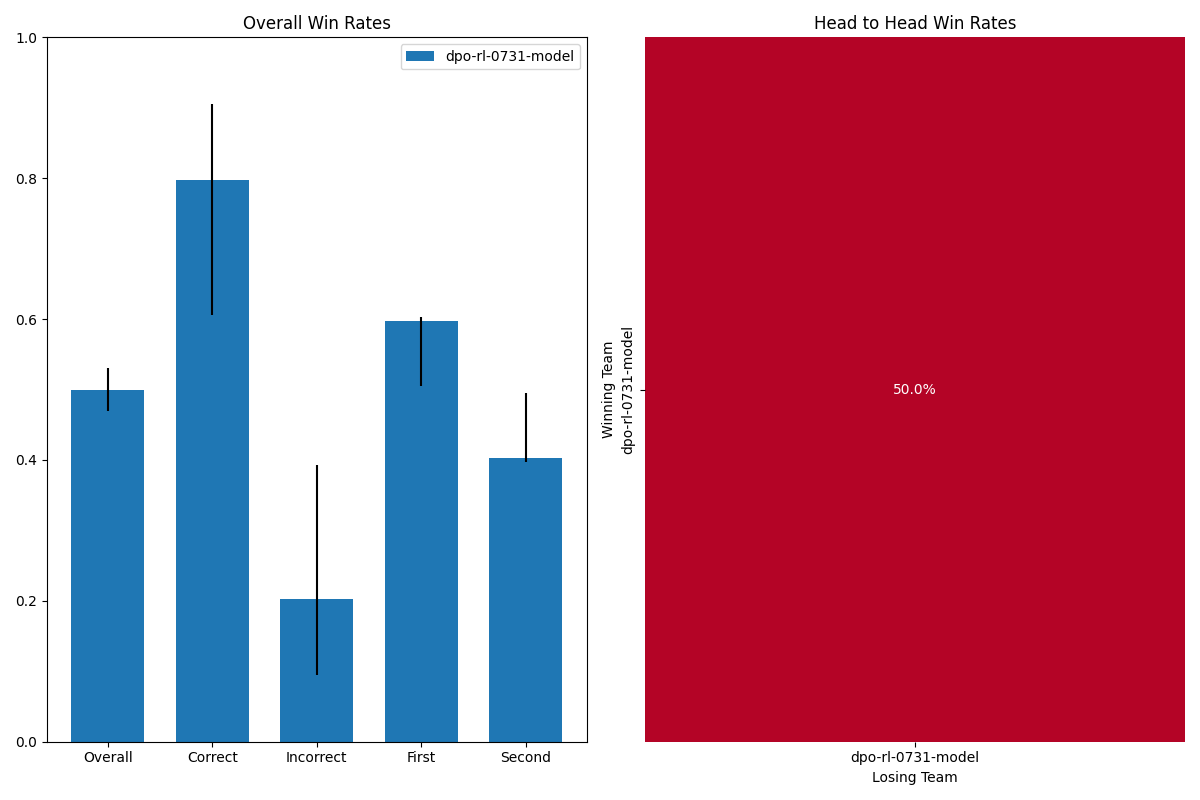 Overall Win Rates
dpo-rl-0731-model
1.0
0.8
0.6
0.4
0.2
0.0
Overall
Correct
Incorrect
First
Second
Head to Head Win Rates
Winning Team
dpo-rl-0731-model
50.0%
dpo-rl-0731-model
Losing Team